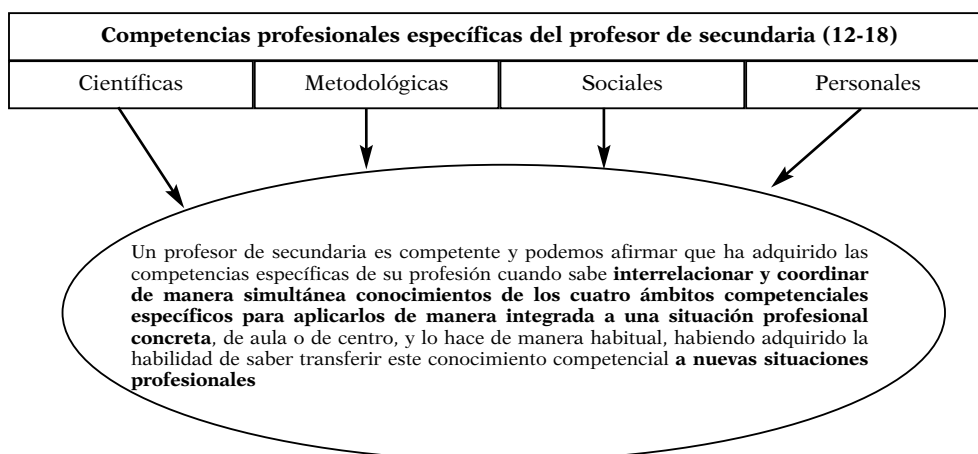 Competencias profesionales específicas del profesor de secundaria (12-18)
Científicas Metodológicas Sociales Personales
Un profesor de secundaria es competente y podemos afirmar que ha adquirido las
competencias específicas de su profesión cuando sabe interrelacionar y coordinar
de manera simultánea conocimientos de los cuatro ámbitos competenciales
específicos para aplicarlos de manera integrada a una situación profesional
concreta, de aula o de centro, y lo hace de manera habitual, habiendo adquirido la
habilidad de saber transferir este conocimiento competencial a nuevas situaciones
profesionales